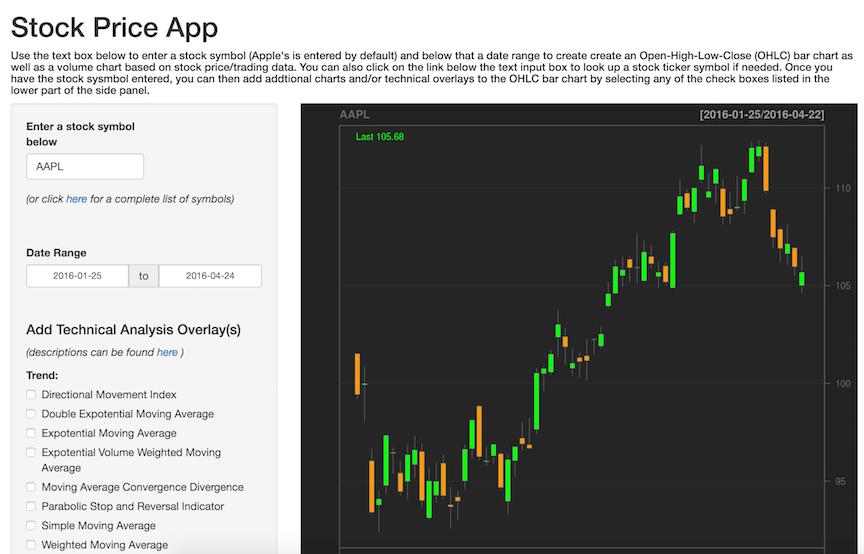 Stock Price App
Use the text box below to enter a stock symbol (Apple's is entered by default) and below that a date range to create create an Open-High-Low-Close (OHLC) bar chart as
well as a volume chart based on stock price/trading data. You can also click on the link below the text input box to look up a stock ticker symbol if needed. Once you
have the stock sysmbol entered, you can then add addtional charts and/or technical overlays to the OHLC bar chart by selecting any of the check boxes listed in the
lower part of the side panel.
Enter a stock symbol
below
AAPL
(or click here for a complete list of symbols)
Date Range
2016-01-25 to 2016-04-24
Add Technical Analysis Overlay(s)
(descriptions can be found here )
Trend:
Directional Movement Index
Double Expotential Moving Average
Expotential Moving Average
Expotential Volume Weighted Moving
Average
Moving Average Convergence Divergence
Parabolic Stop and Reversal Indicator
Simple Moving Average
Weighted Moving Average
AAPL [2016-01-25/2016-04-22]
Last 105.68
110
105
100
95